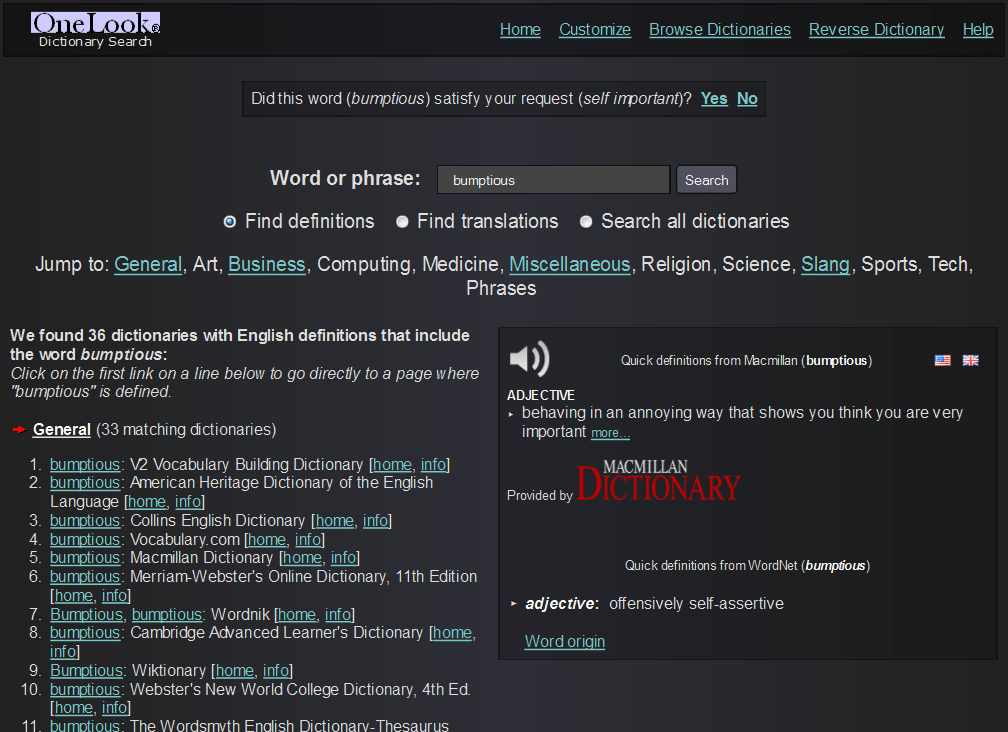 OneLook®
Dictionary Search
Home Customize Browse Dictionaries Reverse Dictionary Help
Did this word (bumptious) satisfy your request (self important)? Yes No
Word or phrase: bumptious Search
Find definitions Find translations Search all dictionaries
Jump to: General, Art, Business, Computing, Medicine, Miscellaneous, Religion, Science, Slang, Sports, Tech,
Phrases
We found 36 dictionaries with English definitions that include
the word bumptious:
Click on the first link on a line below to go directly to a page where
"bumptious" is defined.
General (33 matching dictionaries)
1. bumptious: V2 Vocabulary Building Dictionary [home, info]
2. bumptious: American Heritage Dictionary of the English
Language [home, info]
3. bumptious: Collins English Dictionary [home, info]
4. bumptious: Vocabulary.com [home, info]
5. bumptious: Macmillan Dictionary [home, info]
6. bumptious: Merriam-Webster's Online Dictionary, 11th Edition
[home, info]
7. Bumptious, bumptious: Wordnik [home, info]
8. bumptious: Cambridge Advanced Learner's Dictionary [home,
info]
9. Bumptious: Wiktionary [home, info]
10. bumptious: Webster's New World College Dictionary, 4th Ed.
[home, info]
11. bumptious: The Wordsmyth English Dictionary-Thesaurus
Quick definitions from Macmillan (bumptious)
ADJECTIVE
behaving in an annoying way that shows you think you are very
important more...
Provided by MACMILLAN
DICTIONARY
Quick definitions from WordNet (bumptious)
adjective: offensively self-assertive
Word origin